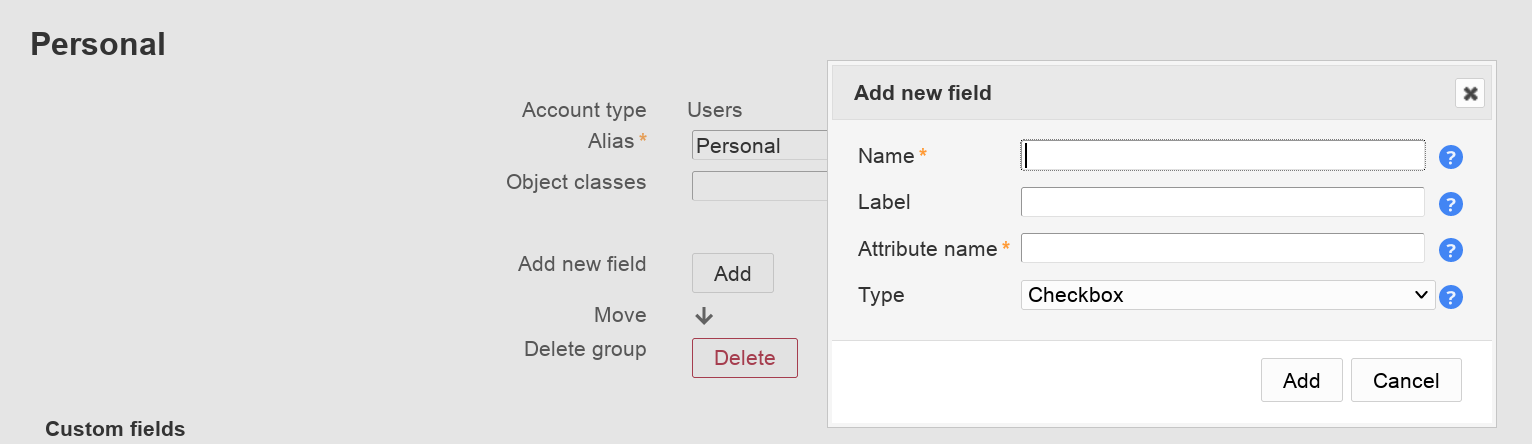 Personal
Account type Users
Alias *
Personal
Object classes
Add new field
Add
Move
Delete group
Delete
Custom fields
Add new field
Name *
?
Label
?
Attribute name *
?
Type
Checkbox
?
Add
Cancel